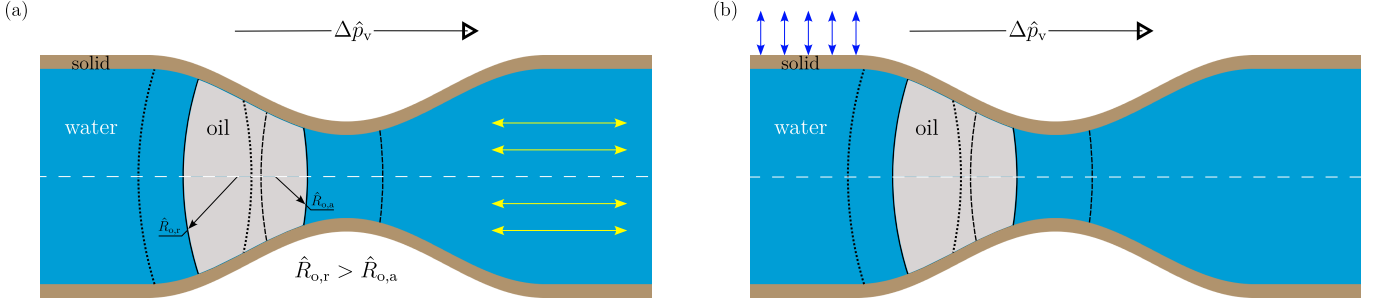 (a)
Δp̂ᵥ
solid
water
oil
R̂o,a
R̂o,r
R̂o,r > R̂o,a
(b)
Δp̂ᵥ
solid
water
oil